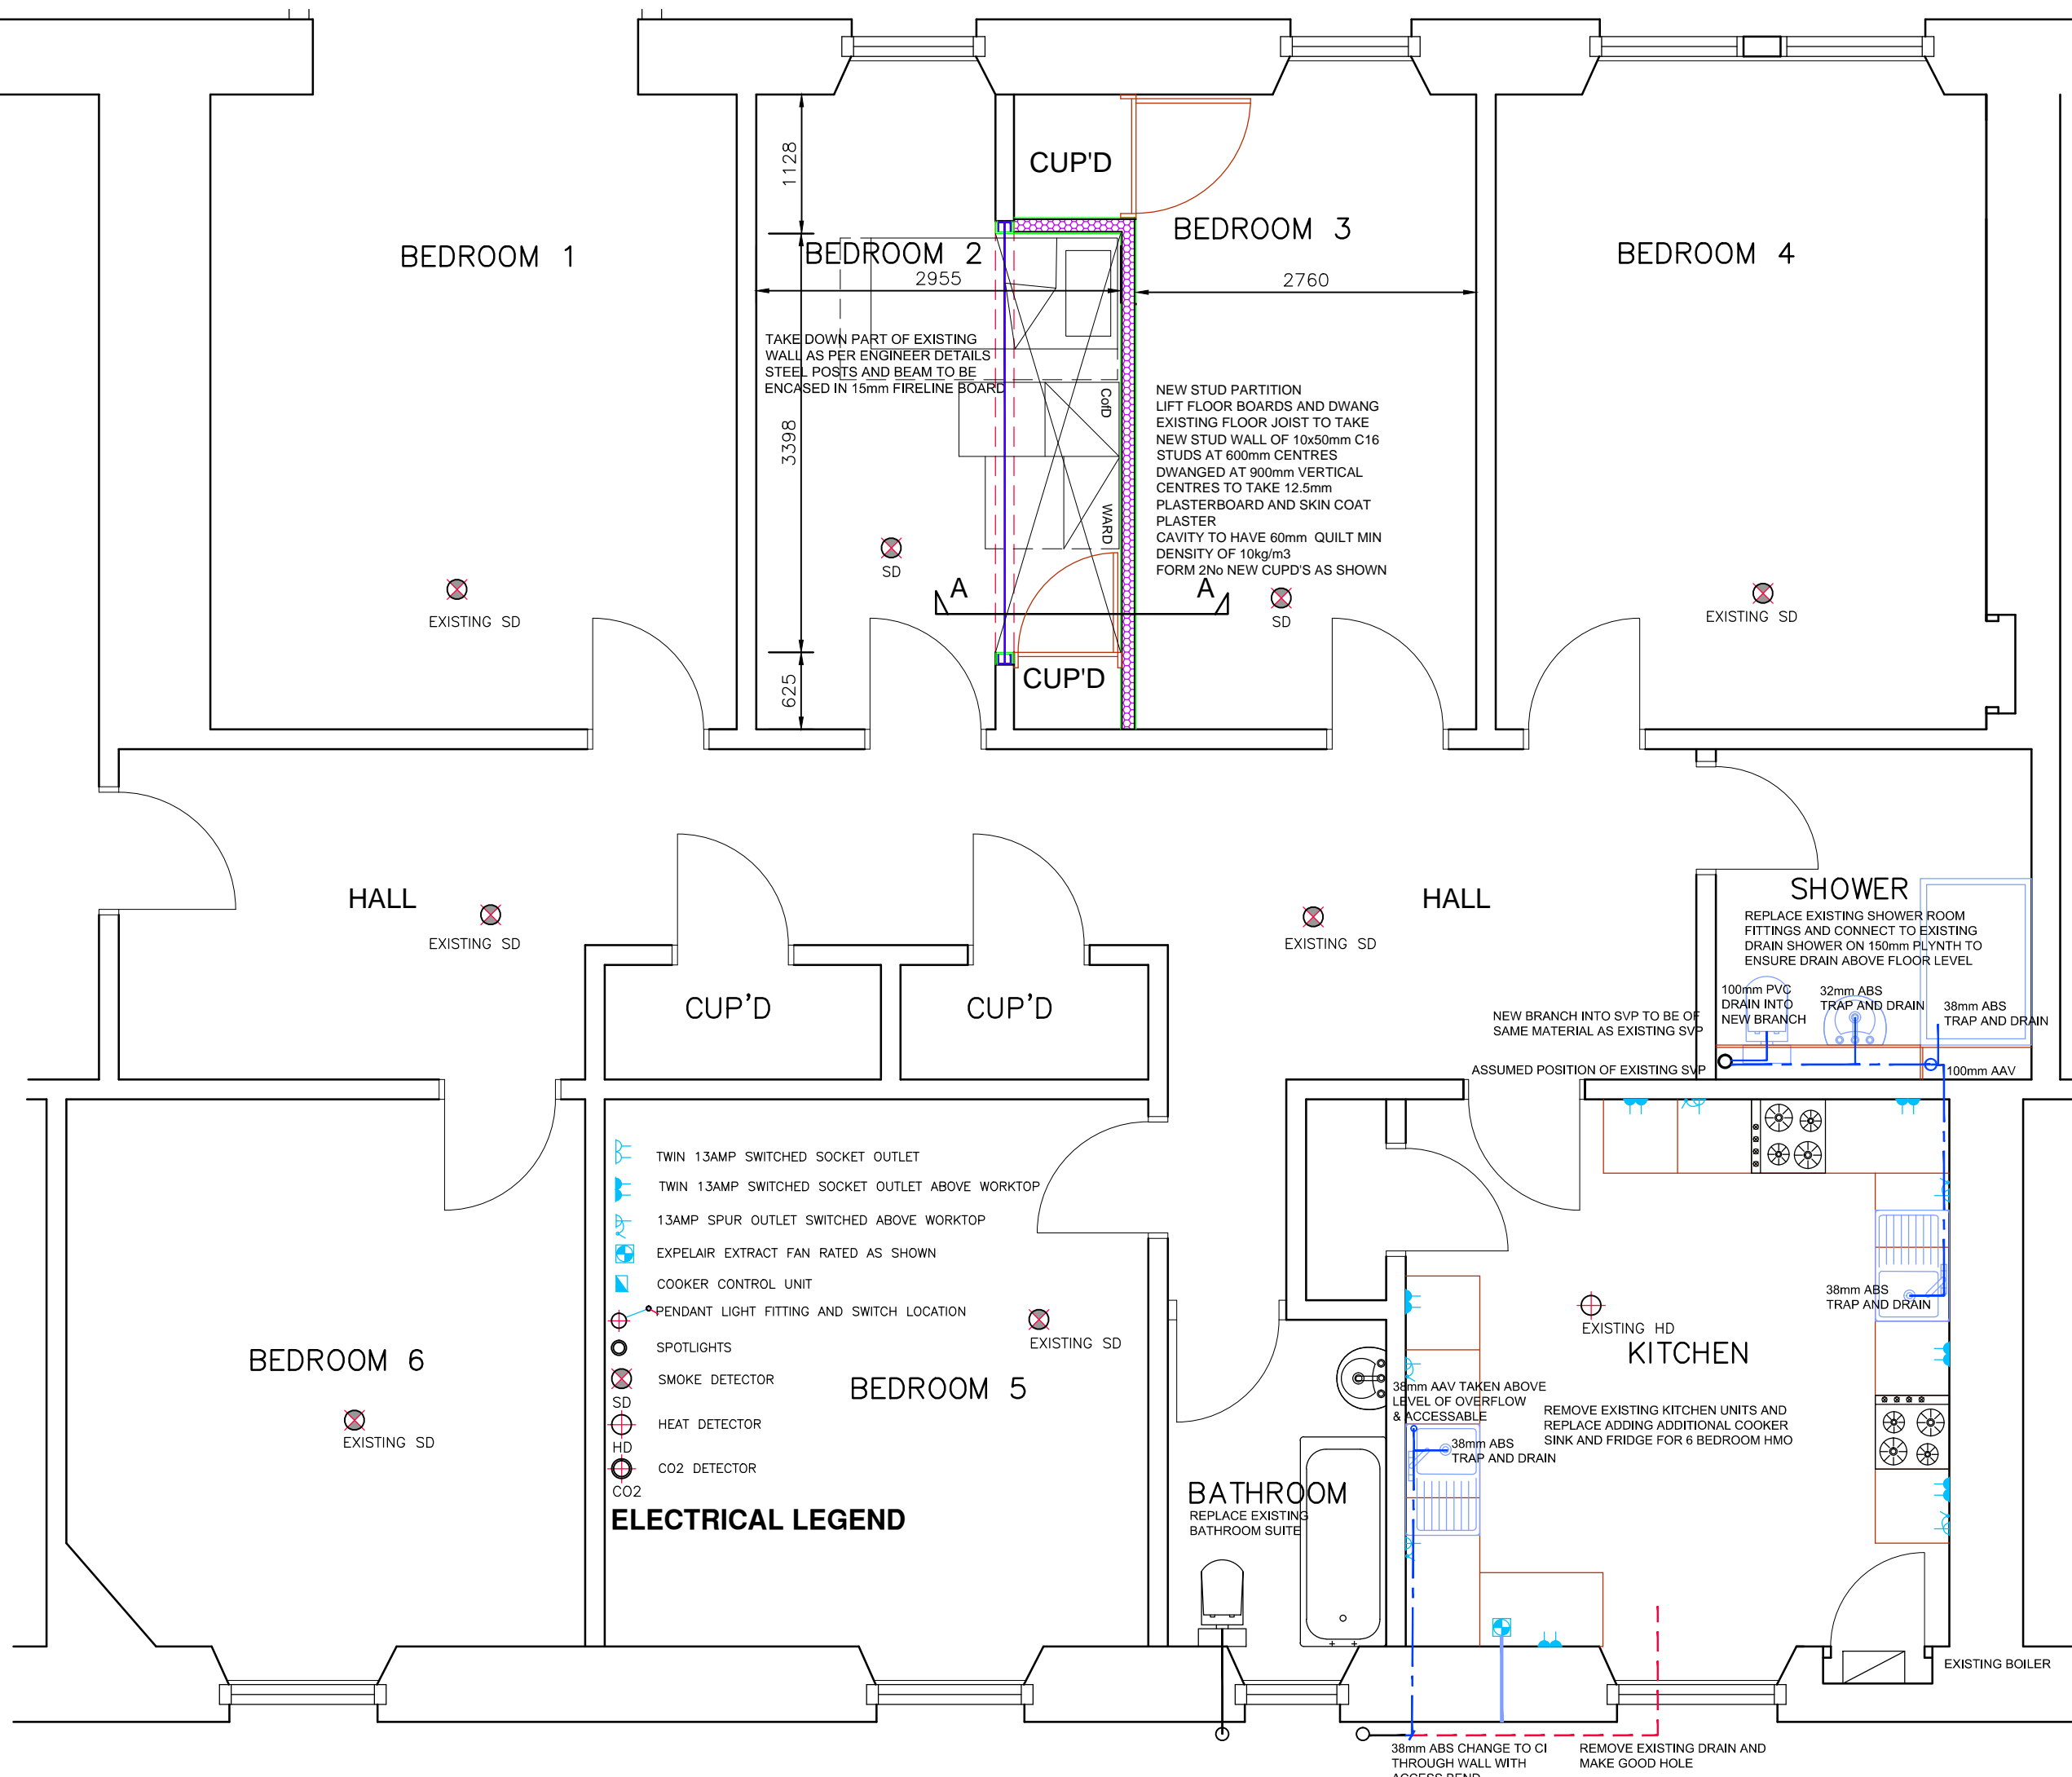 BEDROOM 1
1128
BEDROOM 2
2955
TAKE DOWN PART OF EXISTING
WALL AS PER ENGINEER DETAILS
STEEL POSTS AND BEAM TO BE
ENCASED IN 15mm FIRELINE BOARD
3398
625
CUP'D
CofD
WARD
CUP'D
A
A
SD
EXISTING SD
BEDROOM 3
2760
NEW STUD PARTITION
LIFT FLOOR BOARDS AND DWANG
EXISTING FLOOR JOIST TO TAKE
NEW STUD WALL OF 10x50mm C16
STUDS AT 600mm CENTRES
DWANGED AT 900mm VERTICAL
CENTRES TO TAKE 12.5mm
PLASTERBOARD AND SKIN COAT
PLASTER
CAVITY TO HAVE 60mm QUILT MIN
DENSITY OF 10kg/m3
FORM 2No NEW CUPD'S AS SHOWN
SD
BEDROOM 4
EXISTING SD
HALL
EXISTING SD
CUP'D
CUP'D
HALL
EXISTING SD
SHOWER
REPLACE EXISTING SHOWER ROOM
FITTINGS AND CONNECT TO EXISTING
DRAIN SHOWER ON 150mm PLYNTH TO
ENSURE DRAIN ABOVE FLOOR LEVEL
100mm PVC
DRAIN INTO
NEW BRANCH
32mm ABS
TRAP AND DRAIN
38mm ABS
TRAP AND DRAIN
NEW BRANCH INTO SVP TO BE OF
SAME MATERIAL AS EXISTING SVP
ASSUMED POSITION OF EXISTING SVP
100mm AAV
TWIN 13AMP SWITCHED SOCKET OUTLET
TWIN 13AMP SWITCHED SOCKET OUTLET ABOVE WORKTOP
13AMP SPUR OUTLET SWITCHED ABOVE WORKTOP
EXPELAIR EXTRACT FAN RATED AS SHOWN
COOKER CONTROL UNIT
PENDANT LIGHT FITTING AND SWITCH LOCATION
SPOTLIGHTS
SMOKE DETECTOR
SD
HEAT DETECTOR
HD
CO2 DETECTOR
CO2
ELECTRICAL LEGEND
BEDROOM 6
EXISTING SD
BEDROOM 5
EXISTING SD
BATHROOM
REPLACE EXISTING
BATHROOM SUITE
38mm AAV TAKEN ABOVE
LEVEL OF OVERFLOW
& ACCESSABLE
38mm ABS
TRAP AND DRAIN
EXISTING HD
KITCHEN
REMOVE EXISTING KITCHEN UNITS AND
REPLACE ADDING ADDITIONAL COOKER
SINK AND FRIDGE FOR 6 BEDROOM HMO
38mm ABS
TRAP AND DRAIN
EXISTING BOILER
38mm ABS CHANGE TO CI
THROUGH WALL WITH
ACCESS BEND
REMOVE EXISTING DRAIN AND
MAKE GOOD HOLE